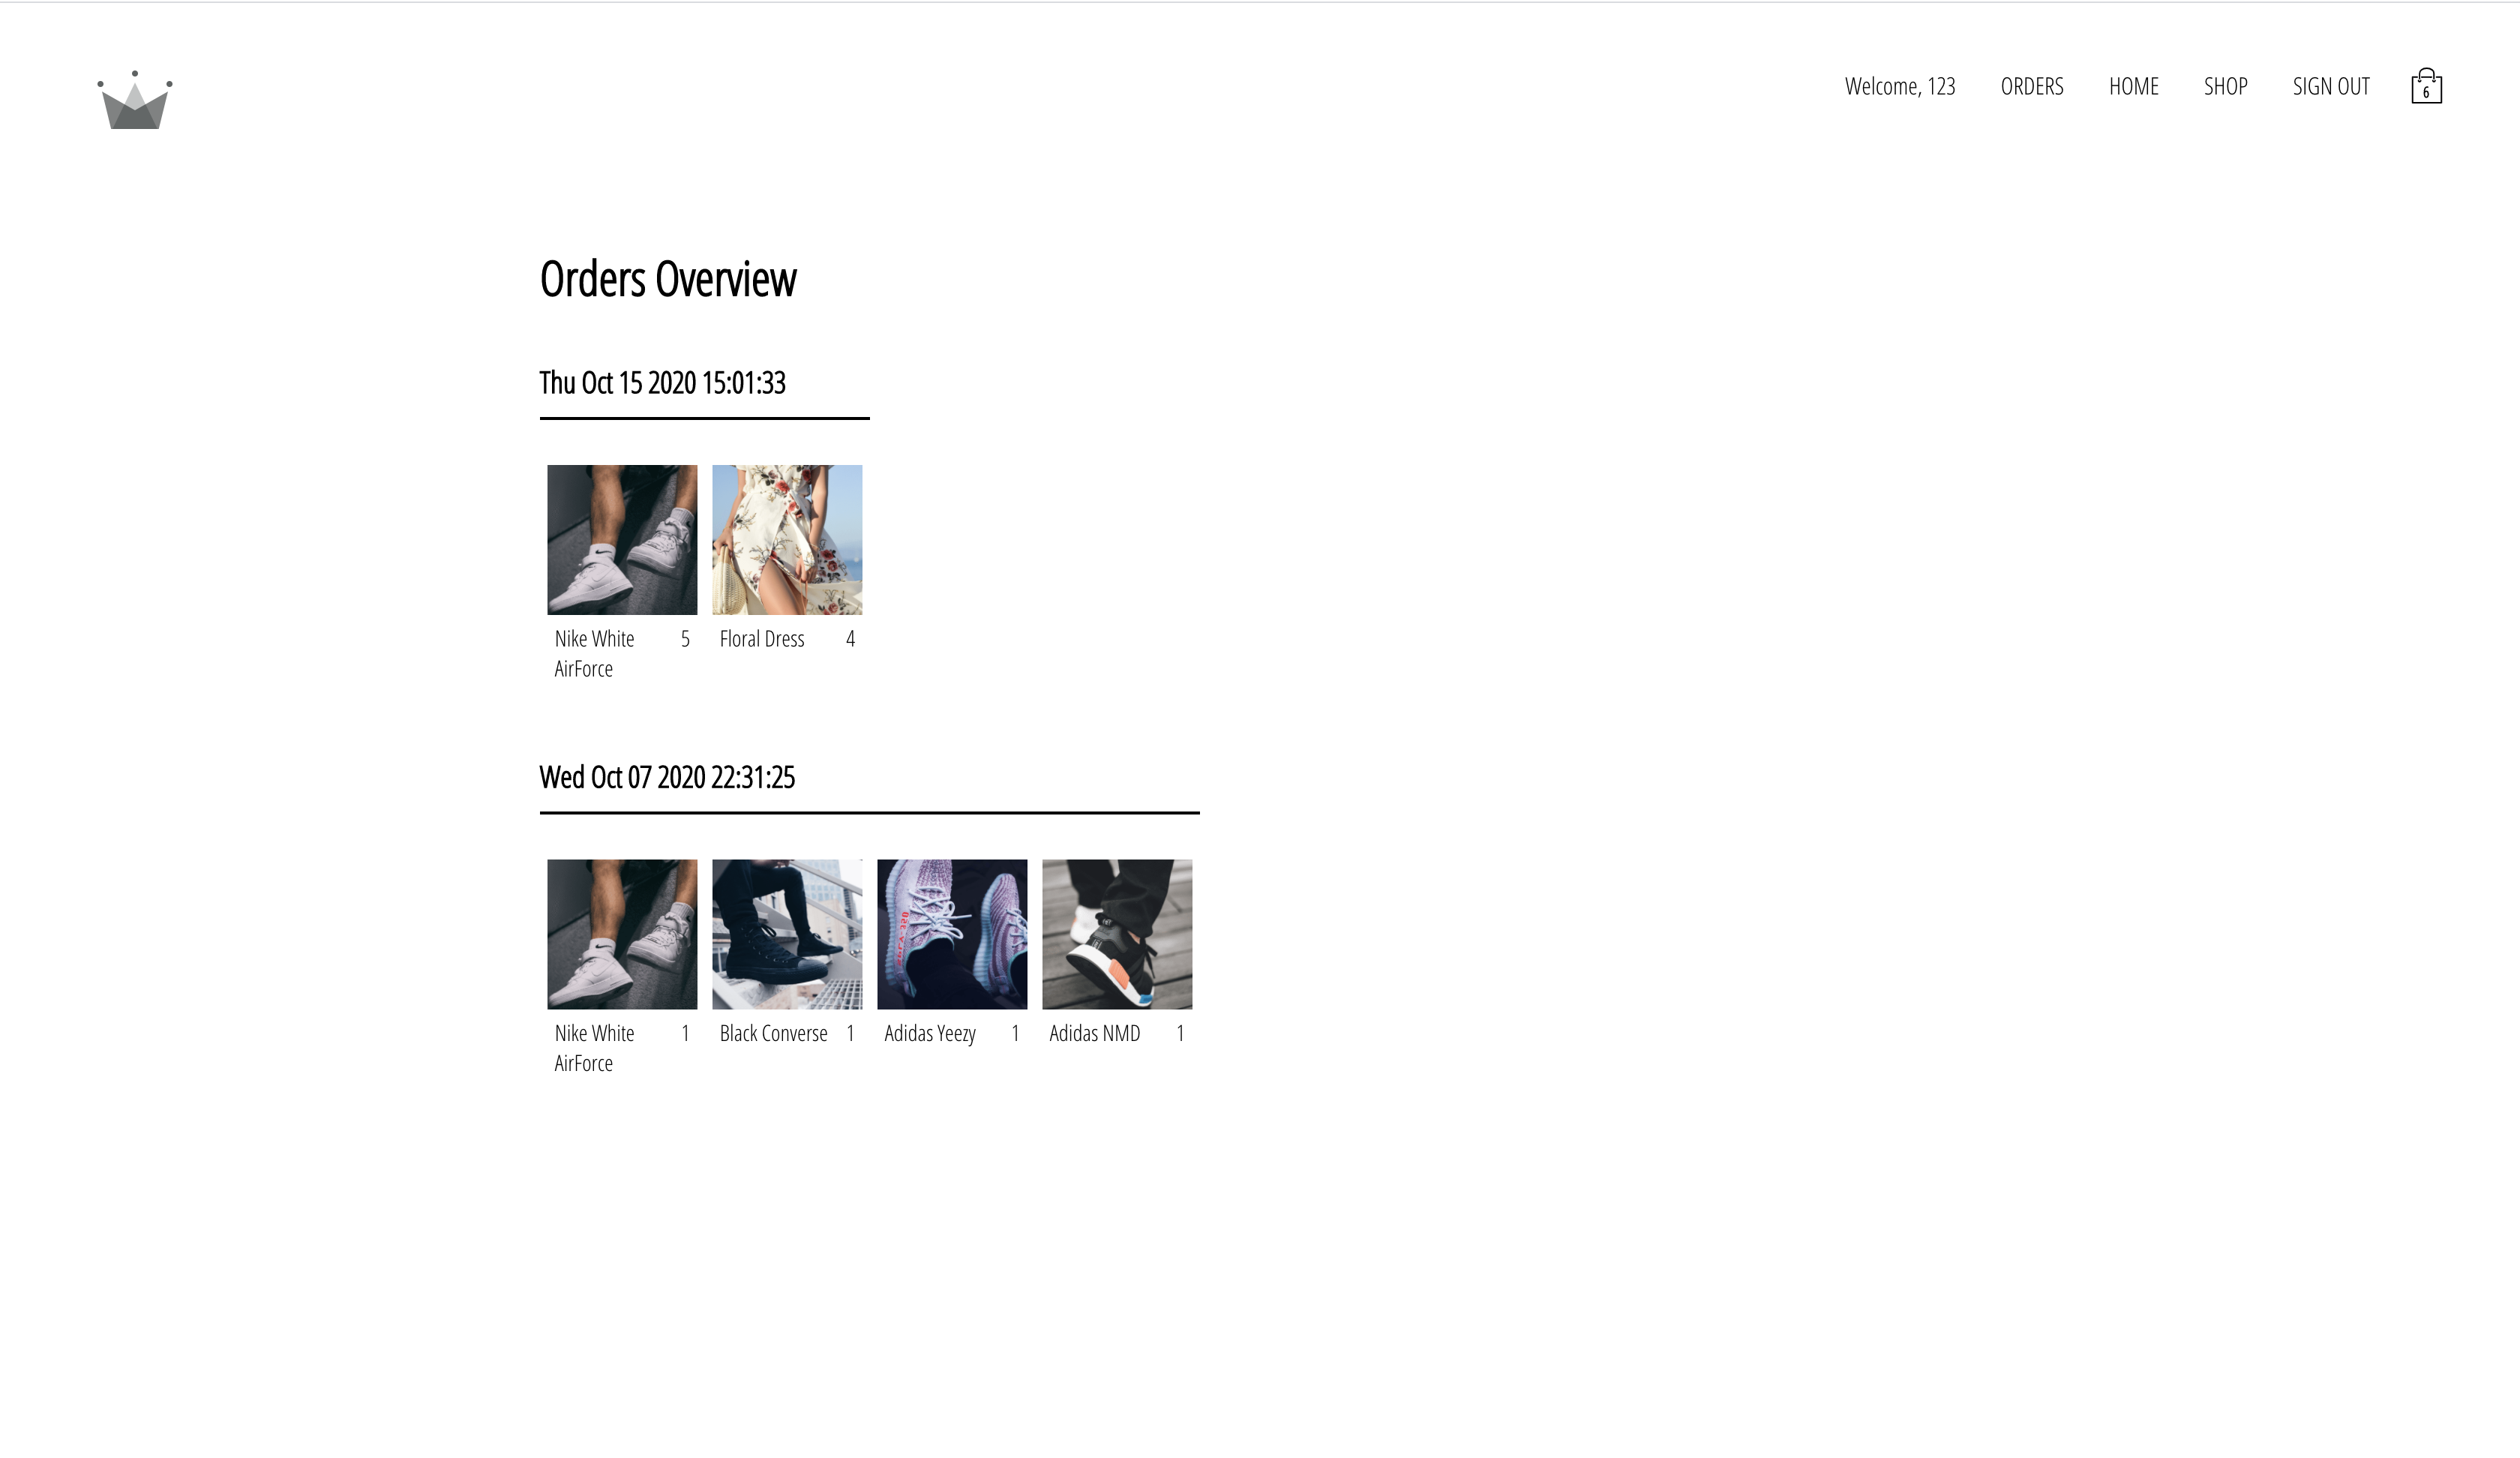 Welcome, 123 ORDERS HOME SHOP SIGN OUT 6
Orders Overview
Thu Oct 15 2020 15:01:33
Nike White AirForce 5
Floral Dress 4
Wed Oct 07 2020 22:31:25
Nike White AirForce 1
Black Converse 1
Adidas Yeezy 1
Adidas NMD 1